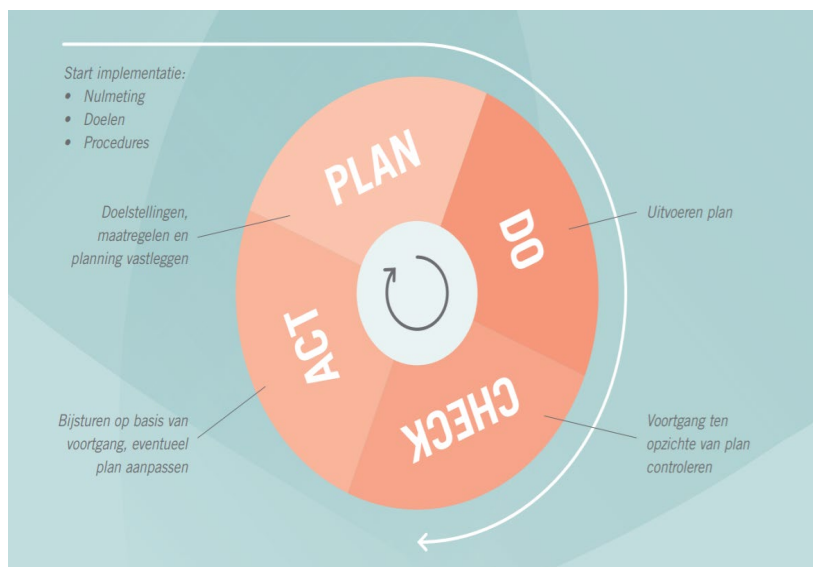 Start implementatie:
• Nulmeting
• Doelen
• Procedures
PLAN
Doelstellingen,
maatregelen en
planning vastleggen
DO
Uitvoeren plan
ACT
CHECK
Bijsturen op basis van
voortgang, eventueel
plan aanpassen
Voortgang ten
opzichte van plan
controleren